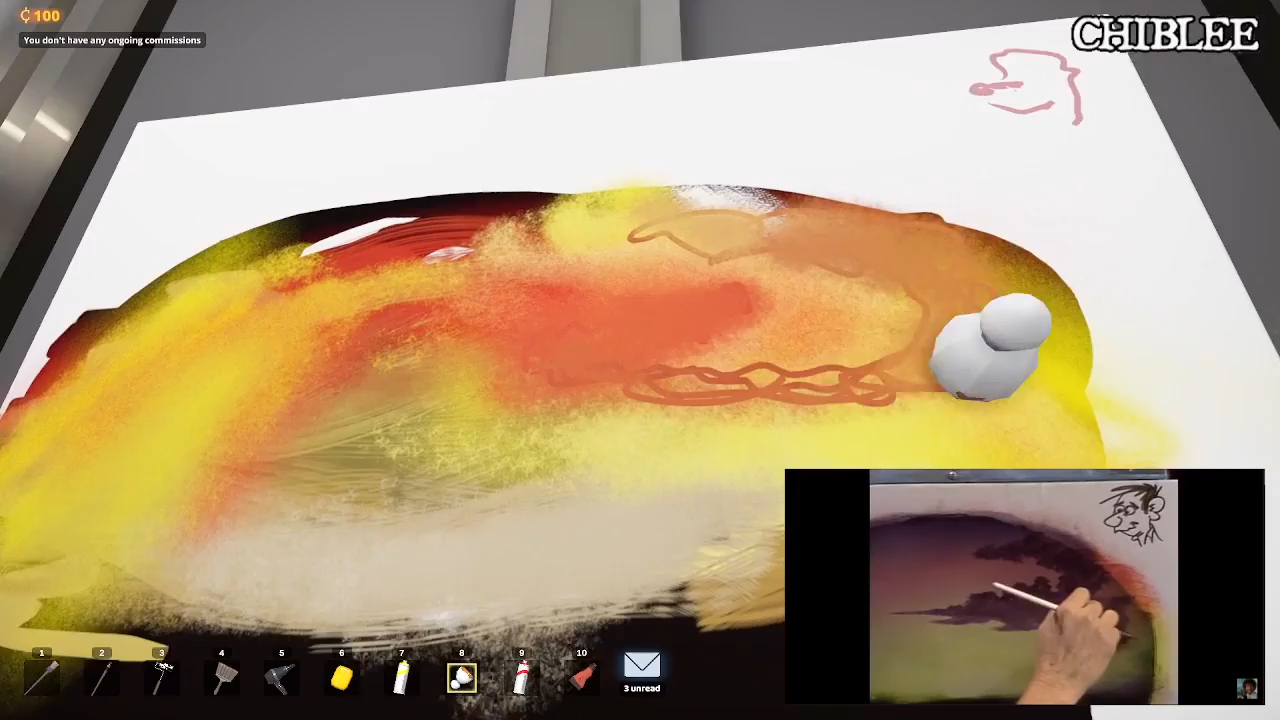 ₵ 100
You don't have any ongoing commissions
CHIBLEE
1 2 3 4 5 6 7 8 9 10
3 unread